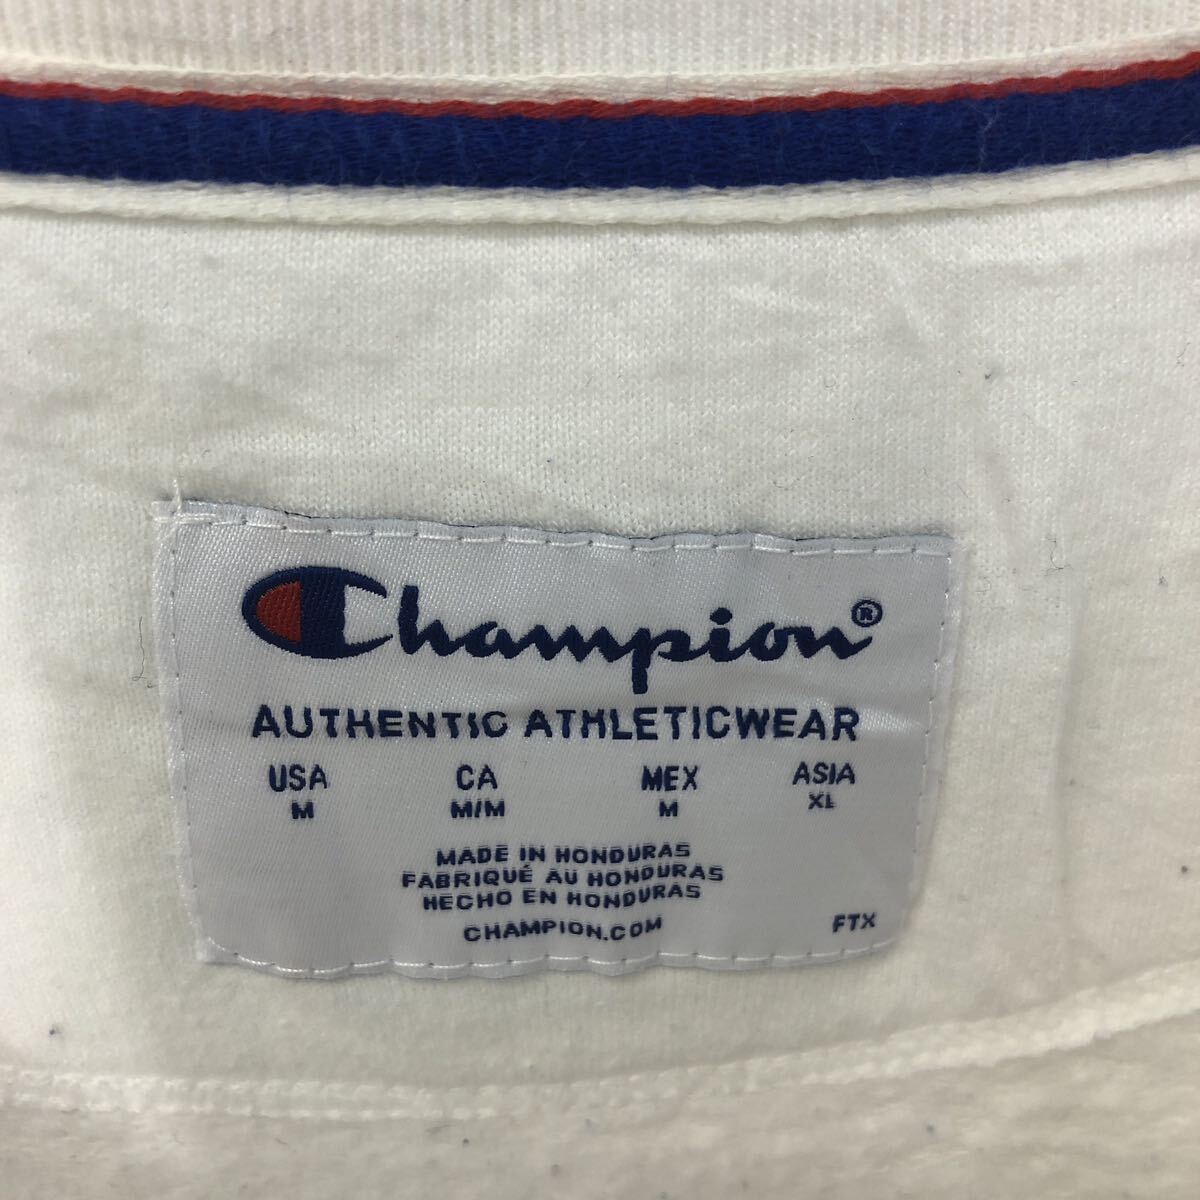 Champion®
AUTHENTIC ATHLETICWEAR
USA CA MEX ASIA
M M/M M XL
MADE IN HONDURAS
FABRIQUÉ AU HONDURAS
HECHO EN HONDURAS
CHAMPION.COM FTX